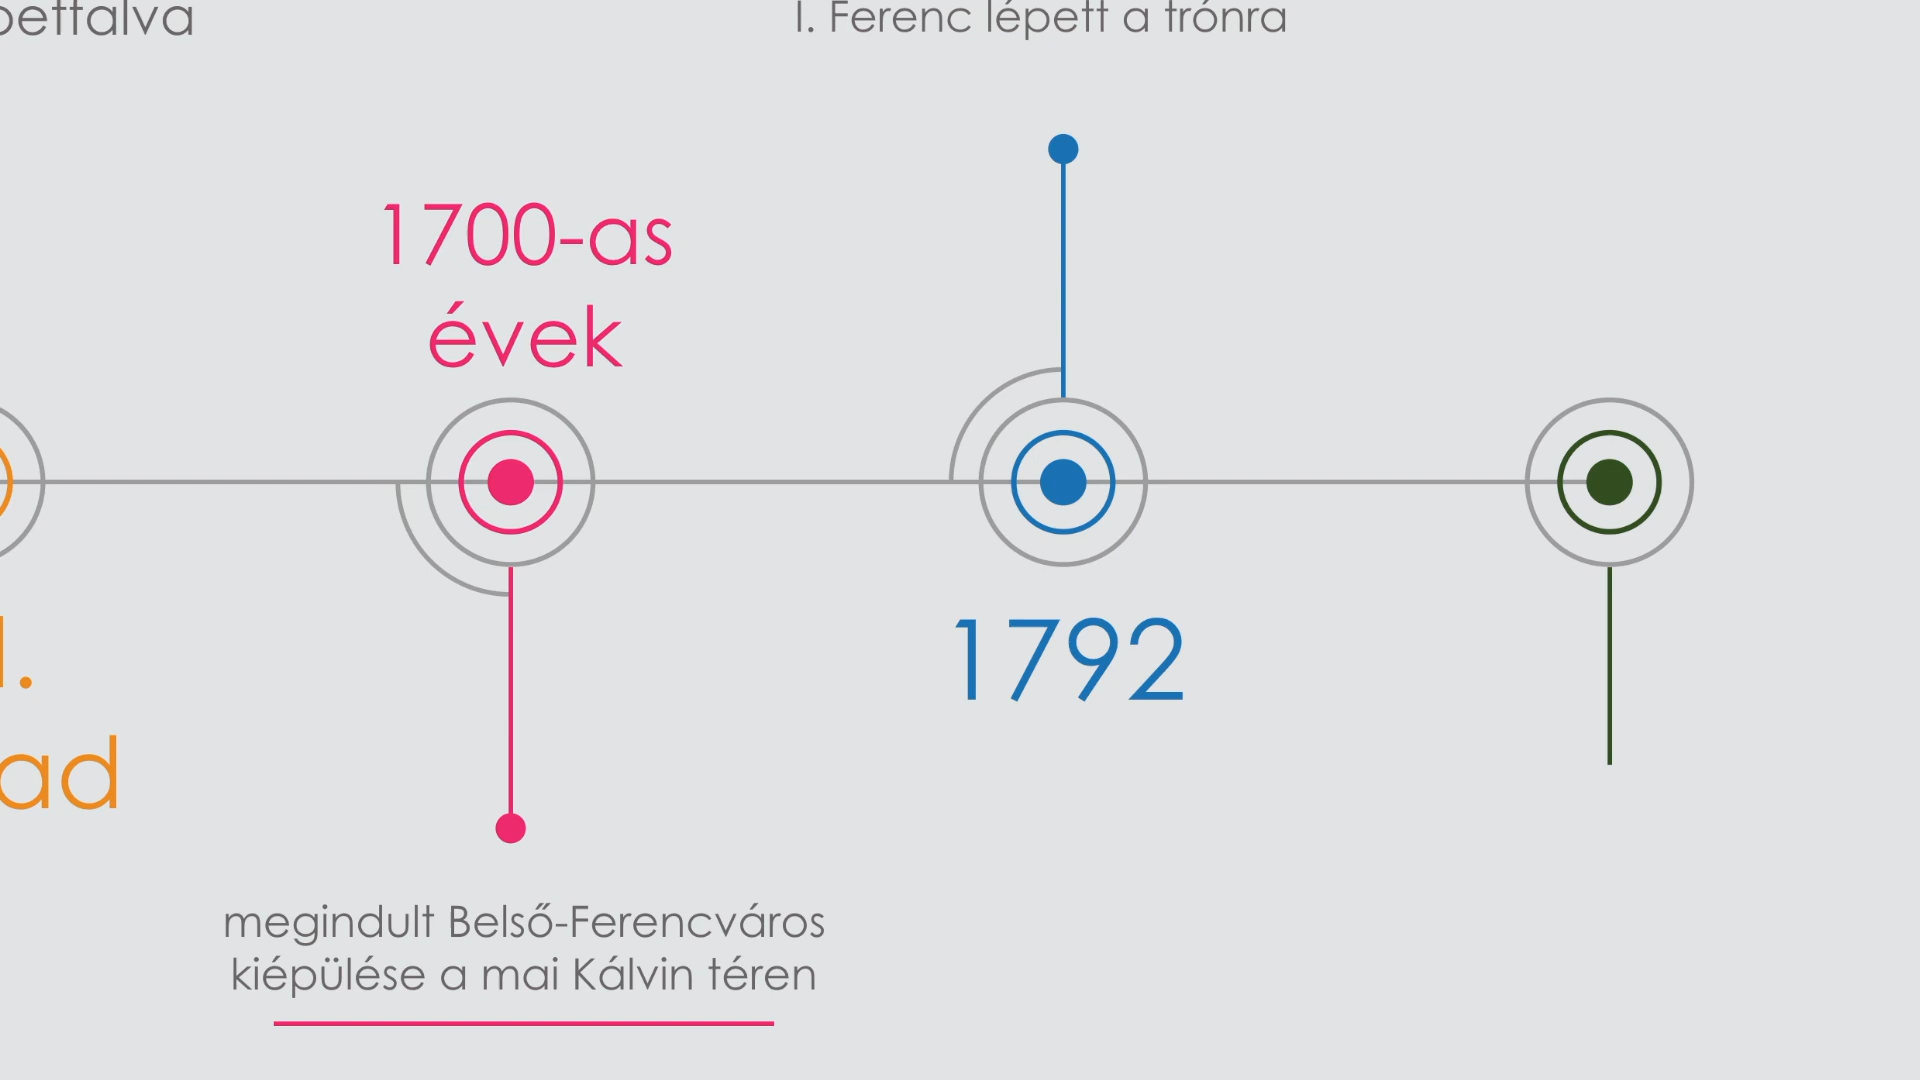 I. Ferenc lépett a trónra
1700-as
évek
1792
megindult Belső-Ferencváros
kiépülése a mai Kálvin téren